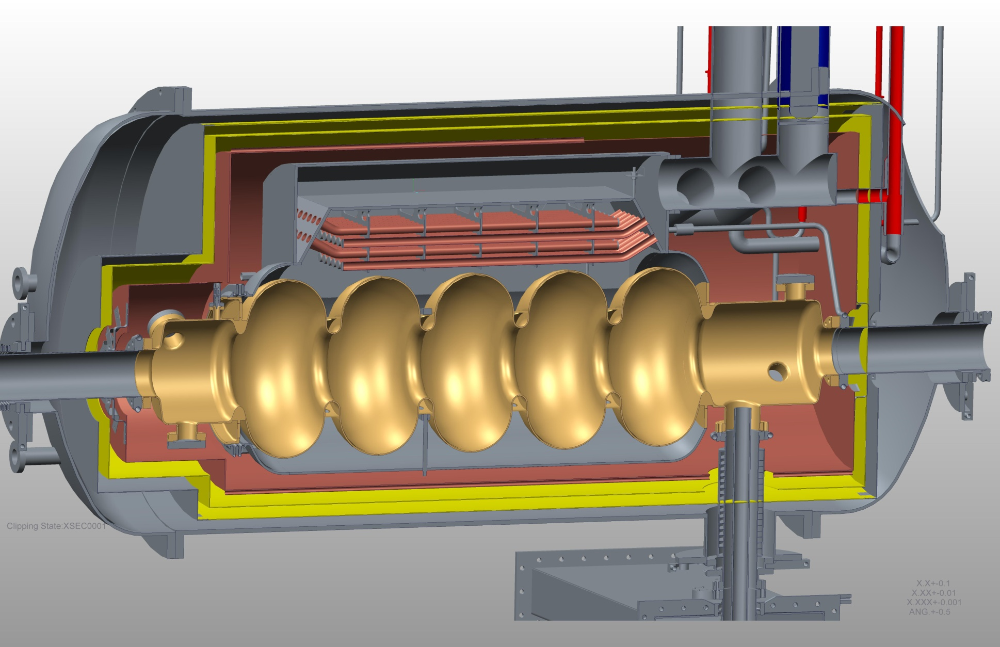 Clipping State:XSEC0001
X.X+-0.1
X.XX+-0.01
X.XXX+-0.001
ANG.+-0.5